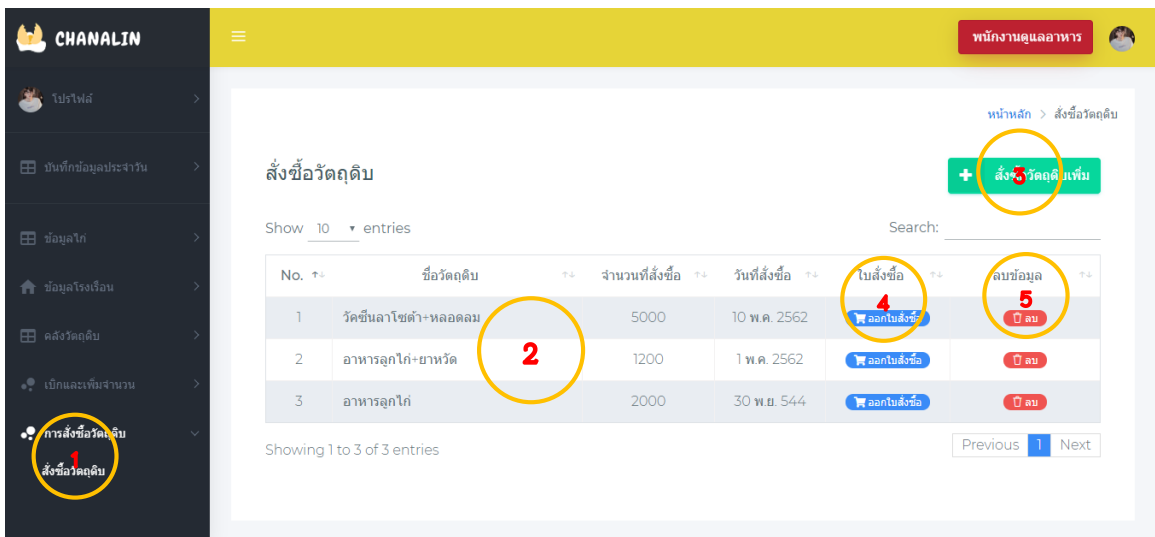 CHANALIN
พนักงานดูแลอาหาร
โปรไฟล์
หน้าหลัก > สั่งซื้อวัตถุดิบ
บันทึกข้อมูลประจำวัน
สั่งซื้อวัตถุดิบ
+ สั่งซื้อวัตถุดิบเพิ่ม
3
Show 10 entries
Search:
ข้อมูลไก่
No. ชื่อวัตถุดิบ จำนวนที่สั่งซื้อ วันที่สั่งซื้อ ใบสั่งซื้อ ลบข้อมูล
ข้อมูลโรงเรือน
4 5
1 วัคซีนลาโซต้า+หลอดลม 5000 10 พ.ค. 2562 ออกใบสั่งซื้อ ลบ
คลังวัตถุดิบ
2 อาหารลูกไก่+ยาหวัด 2 1200 1 พ.ค. 2562 ออกใบสั่งซื้อ ลบ
เบิกและเพิ่มจำนวน
3 อาหารลูกไก่ 2000 30 พ.ย. 544 ออกใบสั่งซื้อ ลบ
การสั่งซื้อวัตถุดิบ
Showing 1 to 3 of 3 entries
Previous 1 Next
1
สั่งซื้อวัตถุดิบ